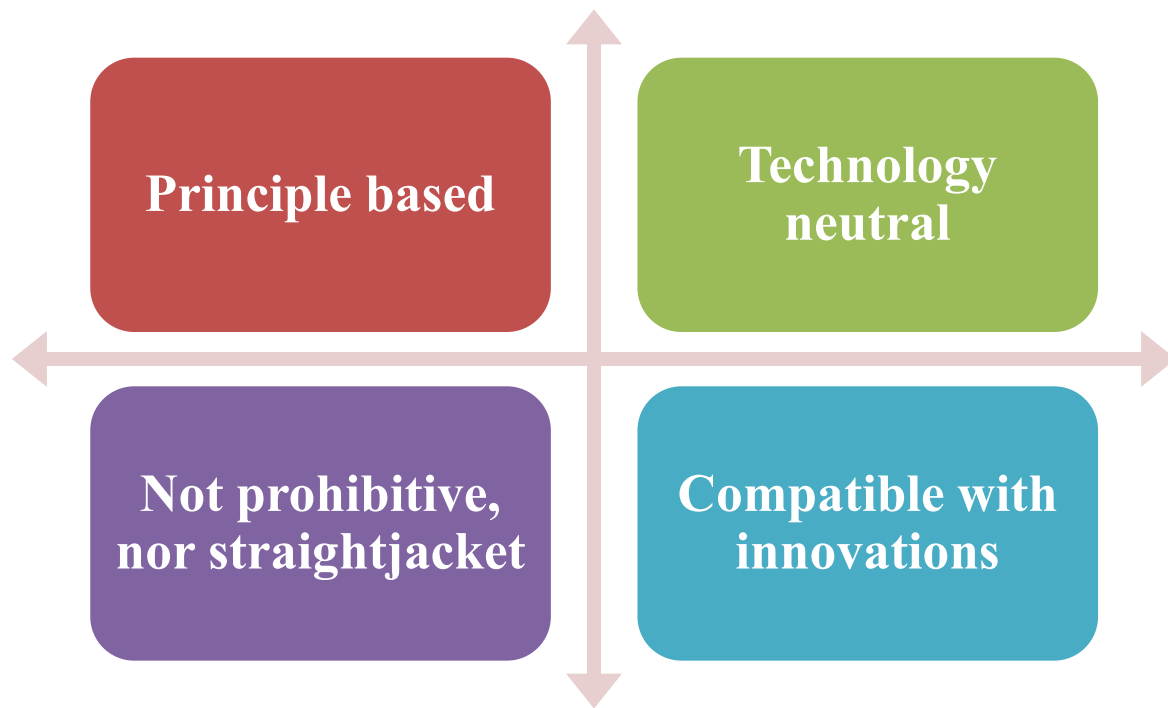 Principle based
Technology
neutral
Not prohibitive,
nor straightjacket
Compatible with
innovations